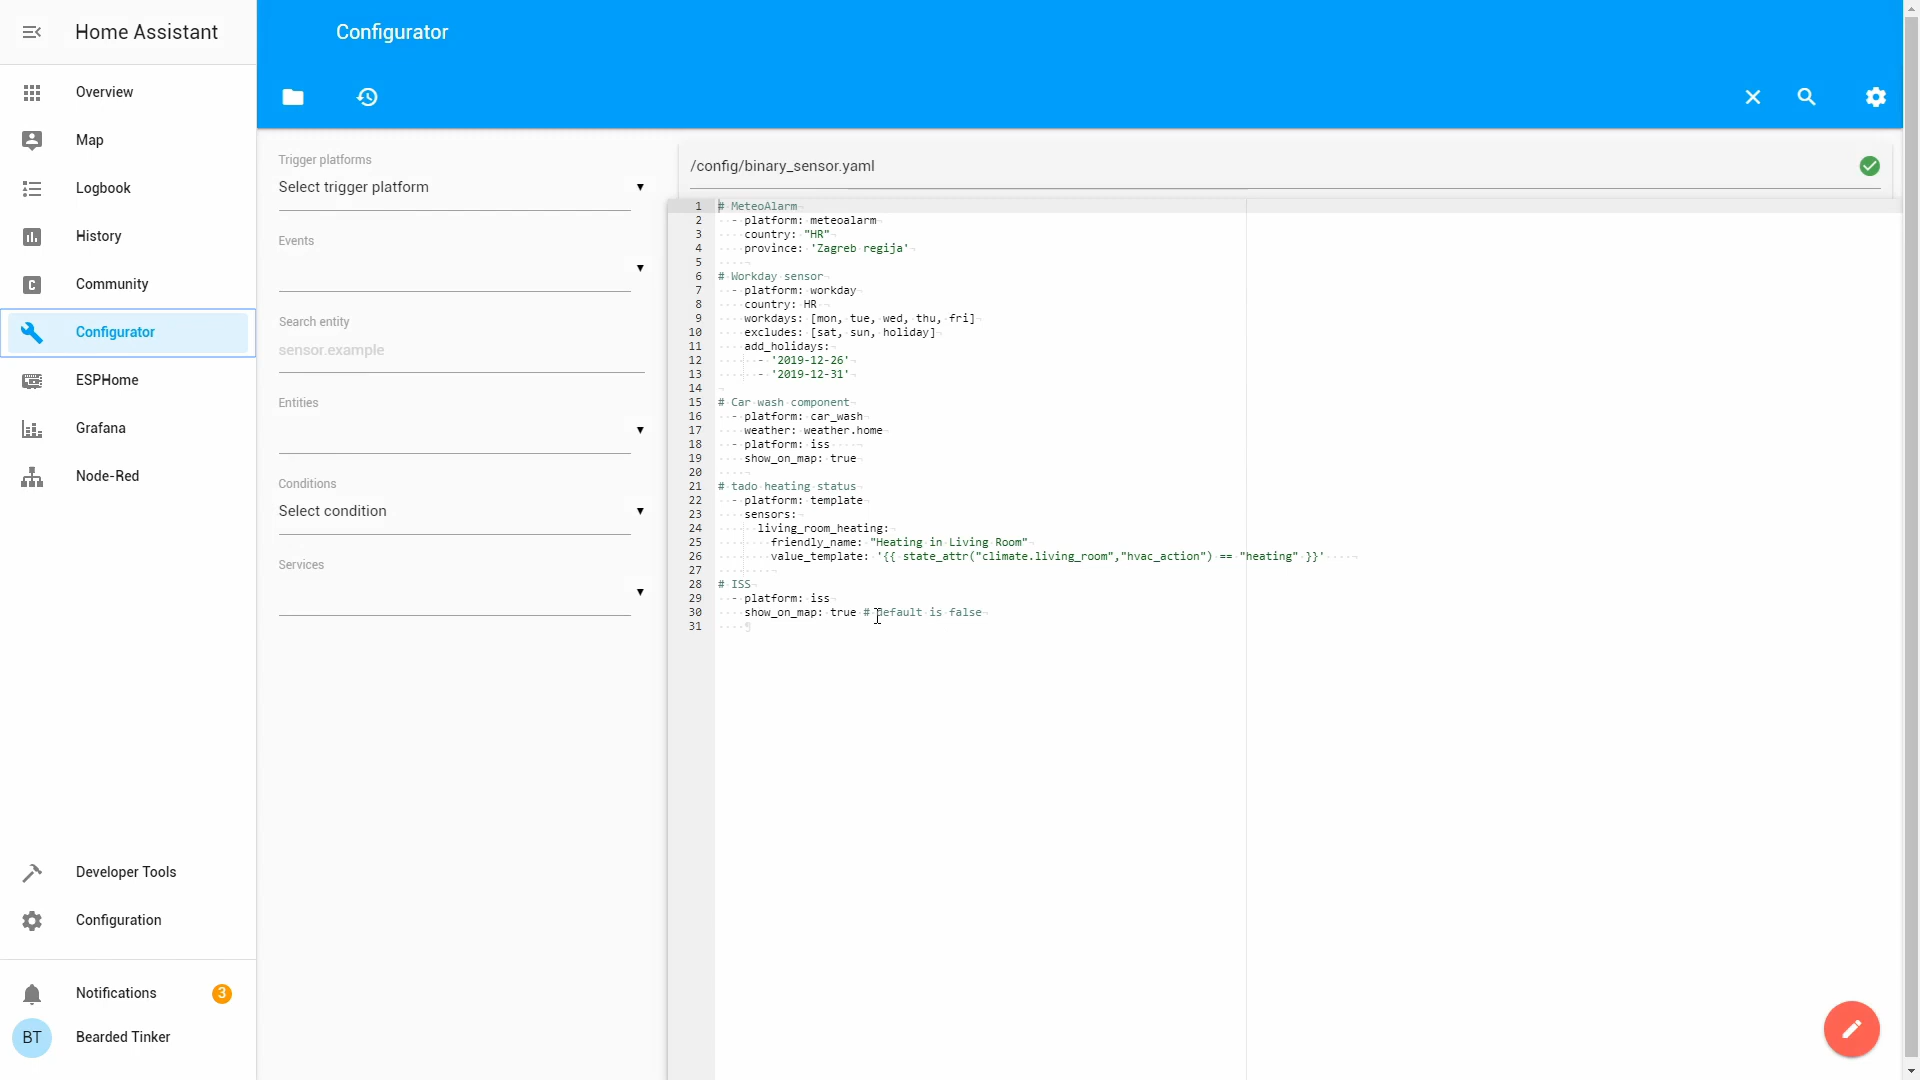 Home Assistant
Overview
Map
Logbook
History
Community
Configurator
ESPHome
Grafana
Node-Red
Developer Tools
Configuration
Notifications 3
BT Bearded Tinker
Configurator
Trigger platforms
Select trigger platform
Events
Search entity
sensor.example
Entities
Conditions
Select condition
Services
/config/binary_sensor.yaml
1 # MeteoAlarm
2   - platform: meteoalarm
3     country: "HR"
4     province: 'Zagreb regija'
5
6 # Workday sensor
7   - platform: workday
8     country: HR
9     workdays: [mon, tue, wed, thu, fri]
10     excludes: [sat, sun, holiday]
11     add_holidays:
12       - '2019-12-26'
13       - '2019-12-31'
14
15 # Car wash component
16   - platform: car_wash
17     weather: weather.home
18   - platform: iss
19     show_on_map: true
20
21 # tado heating status
22   - platform: template
23     sensors:
24       living_room_heating:
25         friendly_name: "Heating in Living Room"
26         value_template: '{{ state_attr("climate.living_room","hvac_action") == "heating" }}'
27
28 # ISS
29   - platform: iss
30     show_on_map: true # default is false
31